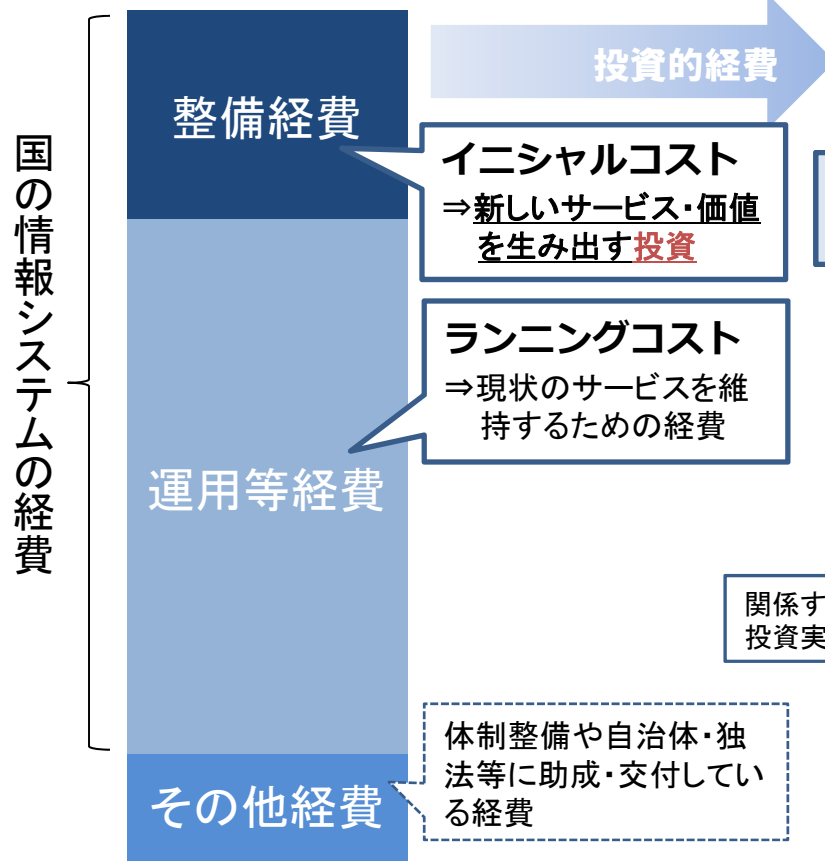 国の情報システムの経費
整備経費
投資的経費
イニシャルコスト
⇒新しいサービス・価値
を生み出す投資
ランニングコスト
⇒現状のサービスを維
持するための経費
運用等経費
関係す
投資実
その他経費
体制整備や自治体・独
法等に助成・交付してい
る経費